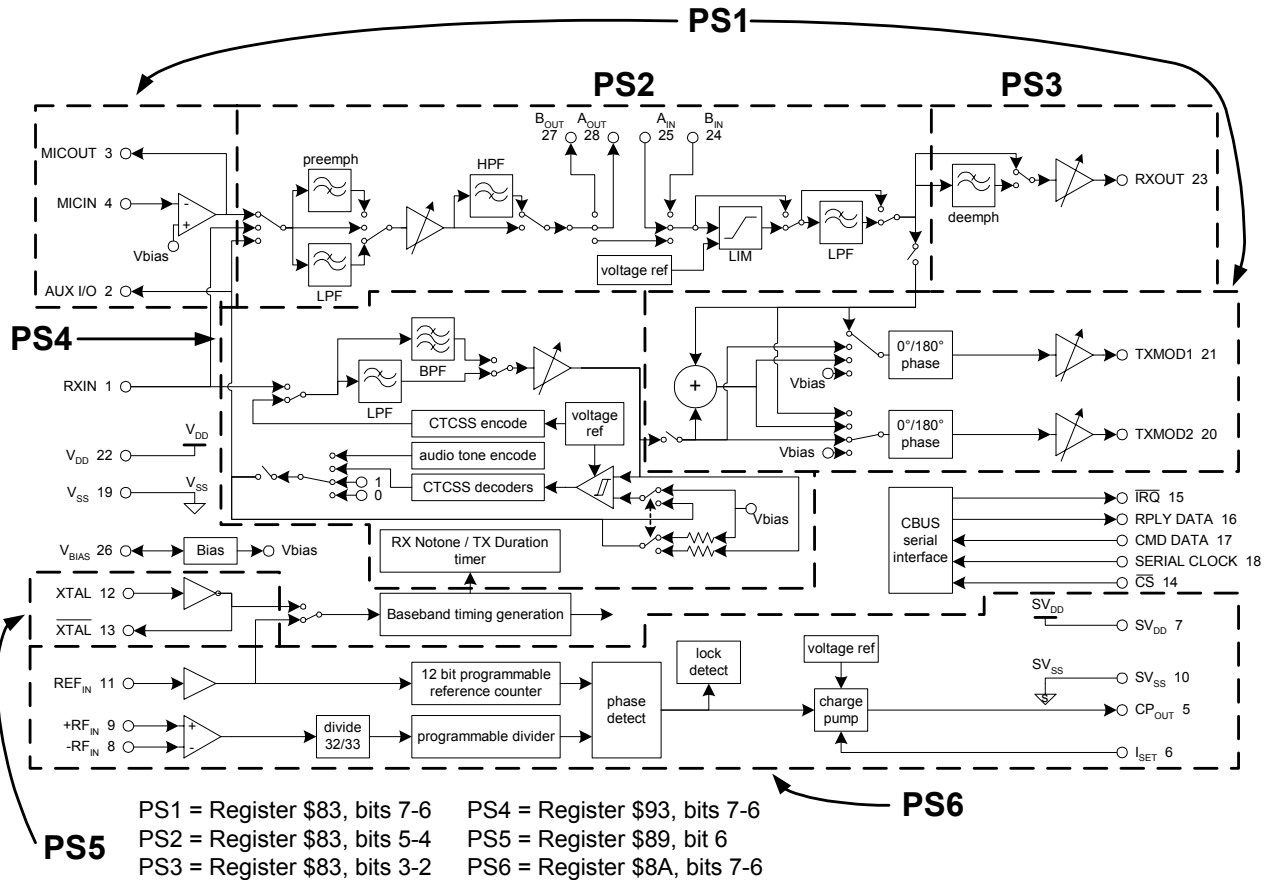 PS1
PS2
PS3
B_OUT 27
A_OUT 28
A_IN 25
B_IN 24
MICOUT 3
MICIN 4
Vbias
AUX I/O 2
preemph
LPF
HPF
voltage ref
LIM
LPF
deemph
RXOUT 23
PS4
RXIN 1
BPF
LPF
CTCSS encode
voltage ref
audio tone encode
CTCSS decoders
1
0
Vbias
+
Vbias
0°/180° phase
TXMOD1 21
Vbias
0°/180° phase
TXMOD2 20
V_DD
V_DD 22
V_SS
V_SS 19
V_BIAS 26
Bias
Vbias
RX Notone / TX Duration
timer
CBUS
serial
interface
I̅R̅Q̅ 15
RPLY DATA 16
CMD DATA 17
SERIAL CLOCK 18
C̅S̅ 14
XTAL 12
X̅T̅A̅L̅ 13
Baseband timing generation
REF_IN 11
12 bit programmable
reference counter
+RF_IN 9
-RF_IN 8
+
-
divide
32/33
programmable divider
phase
detect
lock
detect
voltage ref
charge
pump
SV_DD
SV_DD 7
SV_SS
S
SV_SS 10
CP_OUT 5
I_SET 6
PS5
PS6
PS1 = Register $83, bits 7-6
PS2 = Register $83, bits 5-4
PS3 = Register $83, bits 3-2
PS4 = Register $93, bits 7-6
PS5 = Register $89, bit 6
PS6 = Register $8A, bits 7-6